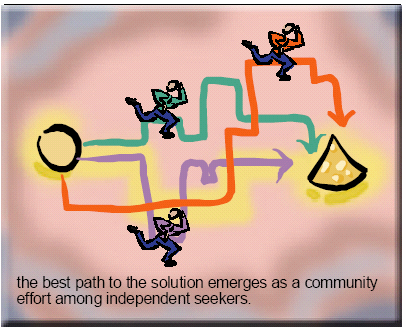 the best path to the solution emerges as a community
effort among independent seekers.